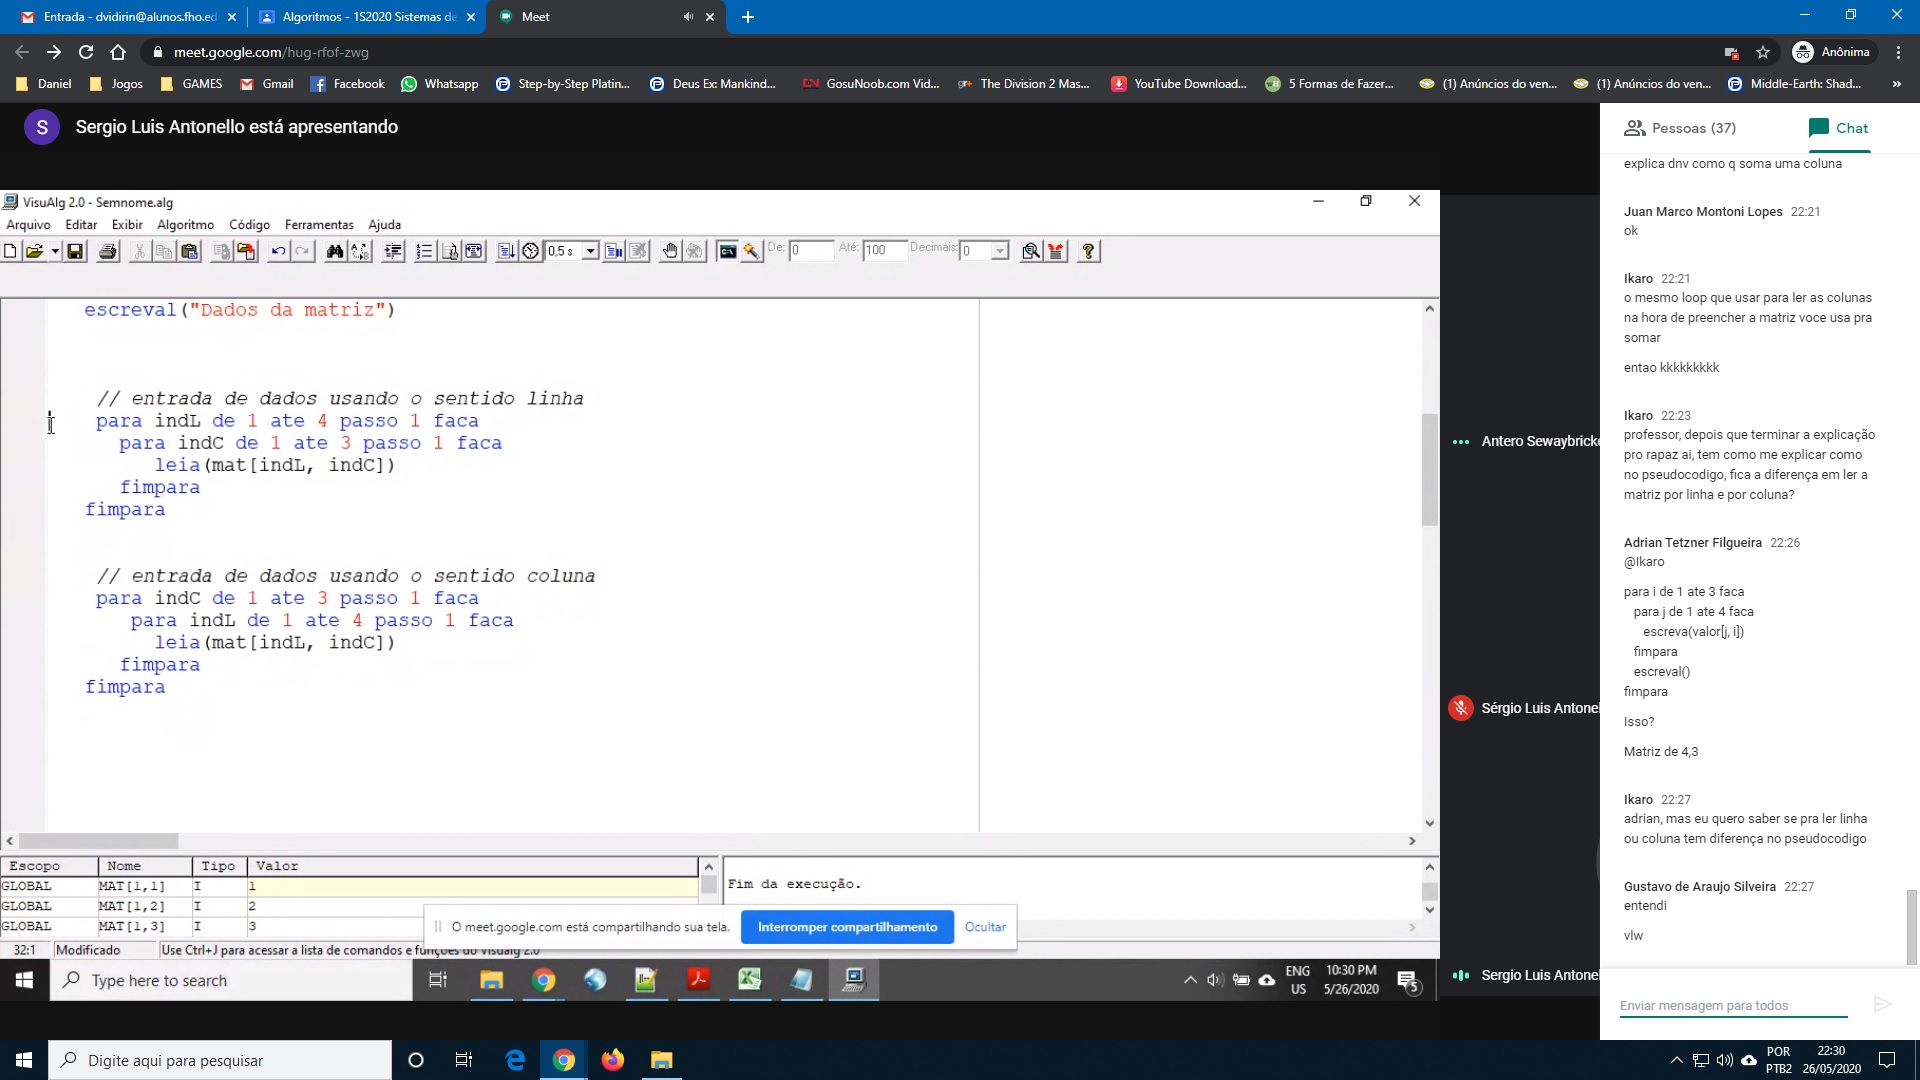 Entrada - dvidirin@alunos.fho.ed
Algoritmos - 1S2020 Sistemas de
Meet
meet.google.com/hug-rfof-zwg
Anônima
Daniel
Jogos
GAMES
Gmail
Facebook
Whatsapp
Step-by-Step Platin...
Deus Ex: Mankind...
GosuNoob.com Vid...
The Division 2 Mas...
YouTube Download...
5 Formas de Fazer...
(1) Anúncios do ven...
(1) Anúncios do ven...
Middle-Earth: Shad...
»
S
Sergio Luis Antonello está apresentando
VisuAlg 2.0 - Semnome.alg
Arquivo Editar Exibir Algoritmo Código Ferramentas Ajuda
0,5 s
De: 0
Até: 100
Decimais: 0
escreval("Dados da matriz")
// entrada de dados usando o sentido linha
para indL de 1 ate 4 passo 1 faca
para indC de 1 ate 3 passo 1 faca
leia(mat[indL, indC])
fimpara
fimpara
// entrada de dados usando o sentido coluna
para indC de 1 ate 3 passo 1 faca
para indL de 1 ate 4 passo 1 faca
leia(mat[indL, indC])
fimpara
fimpara
Escopo Nome Tipo Valor
GLOBAL MAT[1,1] I 1
GLOBAL MAT[1,2] I 2
GLOBAL MAT[1,3] I 3
Fim da execução.
O meet.google.com está compartilhando sua tela.
Interromper compartilhamento
Ocultar
32:1
Modificado
Use Ctrl+J para acessar a lista de comandos e funções do Visualg 2.0
Type here to search
ENG
US
10:30 PM
5/26/2020
5
Antero Sewaybricke
Sérgio Luis Antonel
Sergio Luis Antonel
Pessoas (37)
Chat
explica dnv como q soma uma coluna
Juan Marco Montoni Lopes 22:21
ok
Ikaro 22:21
o mesmo loop que usar para ler as colunas
na hora de preencher a matriz voce usa pra
somar
entao kkkkkkkkk
Ikaro 22:23
professor, depois que terminar a explicação
pro rapaz ai, tem como me explicar como
no pseudocodigo, fica a diferença em ler a
matriz por linha e por coluna?
Adrian Tetzner Filgueira 22:26
@Ikaro
para i de 1 ate 3 faca
para j de 1 ate 4 faca
escreva(valor[j, i])
fimpara
escreval()
fimpara
Isso?
Matriz de 4,3
Ikaro 22:27
adrian, mas eu quero saber se pra ler linha
ou coluna tem diferença no pseudocodigo
Gustavo de Araujo Silveira 22:27
entendi
vlw
Enviar mensagem para todos
Digite aqui para pesquisar
POR
PTB2
22:30
26/05/2020